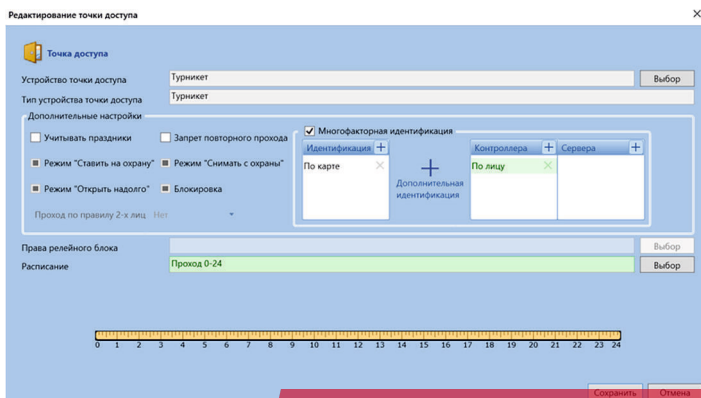 Редактирование точки доступа
Точка доступа
Устройство точки доступа Турникет Выбор
Тип устройства точки доступа Турникет
Дополнительные настройки
Учитывать праздники Запрет повторного прохода
Режим "Ставить на охрану" Режим "Снимать с охраны"
Режим "Открыть надолго" Блокировка
Проход по правилу 2-х лиц Нет
Многофакторная идентификация
Идентификация +
По карте
+
Дополнительная
идентификация
Контроллера + Сервера +
По лицу
Права релейного блока Выбор
Расписание Проход 0-24 Выбор
0 1 2 3 4 5 6 7 8 9 10 11 12 13 14 15 16 17 18 19 20 21 22 23 24
Сохранить Отмена